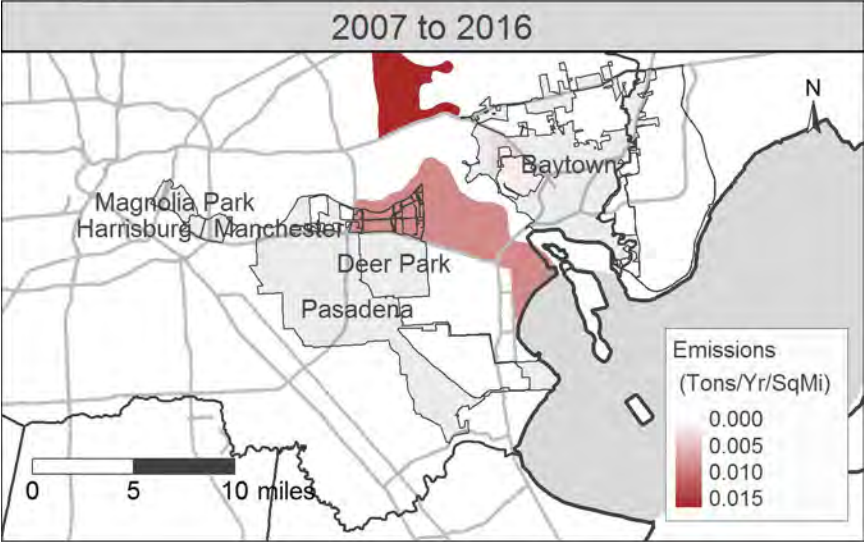 2007 to 2016
N
Baytown
Magnolia Park
Harrisburg / Manchester
Deer Park
Pasadena
Emissions
(Tons/Yr/SqMi)
0.000
0.005
0.010
0.015
0 5 10 miles